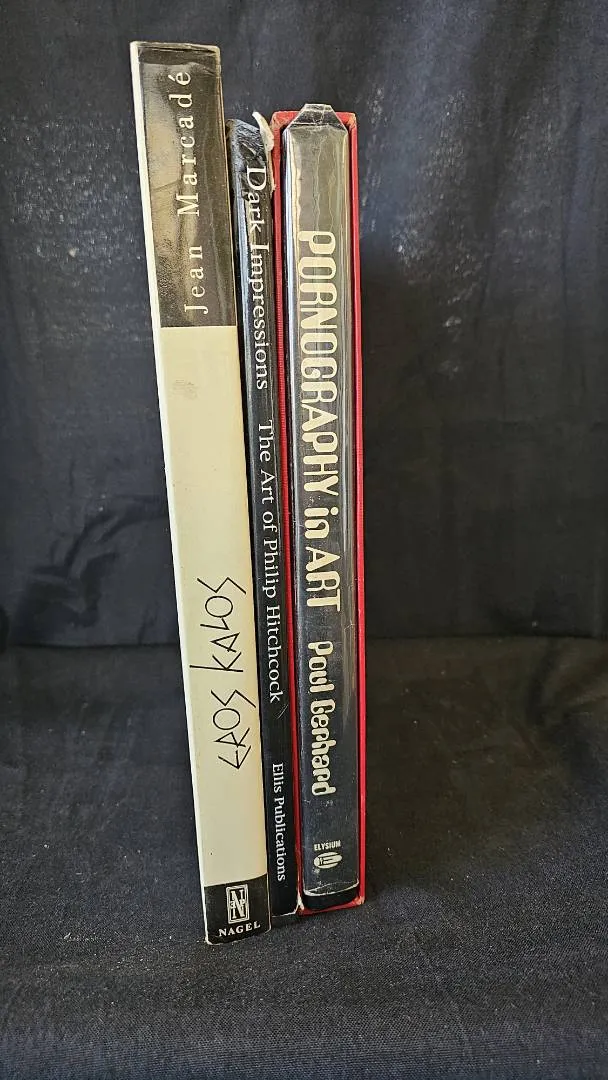 Jean Marcadé
EROS KALOS
NAGEL
Dark Impressions The Art of Philip Hitchcock Ellis Publications
PORNOGRAPHY in ART Poul Gerhard
ELYSIUM